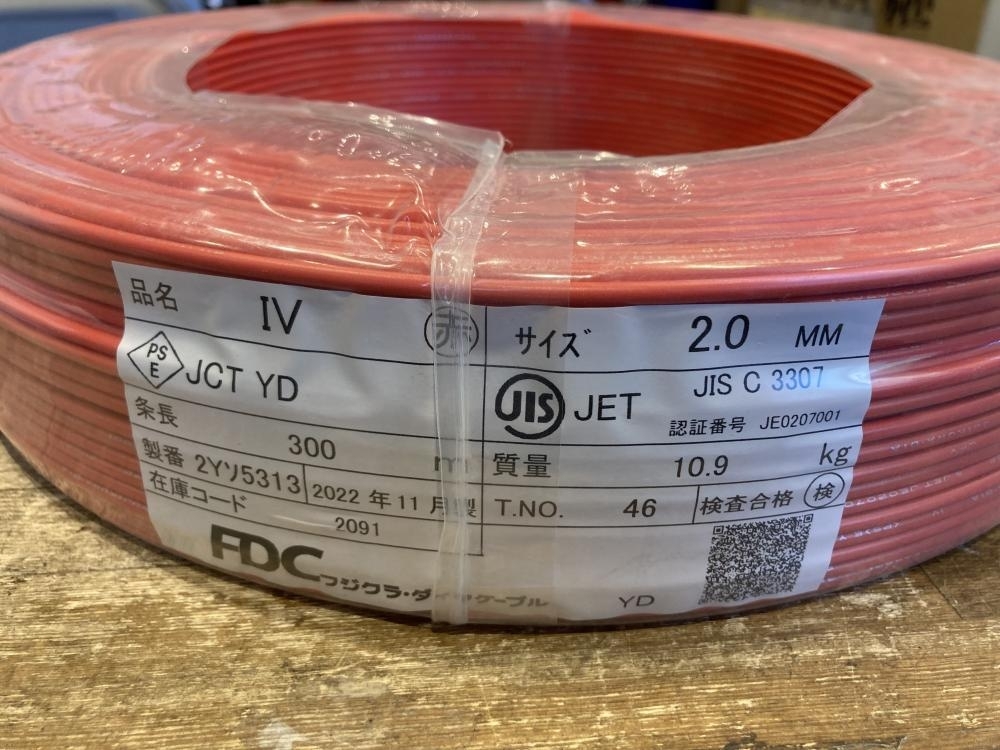 品名 IV 赤 サイズ 2.0 MM
PS E JCT YD JIS JET JIS C 3307
認証番号 JE0207001
条長 300 m 質量 10.9 kg
製番 2Yソ5313 2022 年 11 月 製 T.NO. 46 検査合格 検
在庫コード 2091
FDC フジクラ・ダイヤケーブル YD